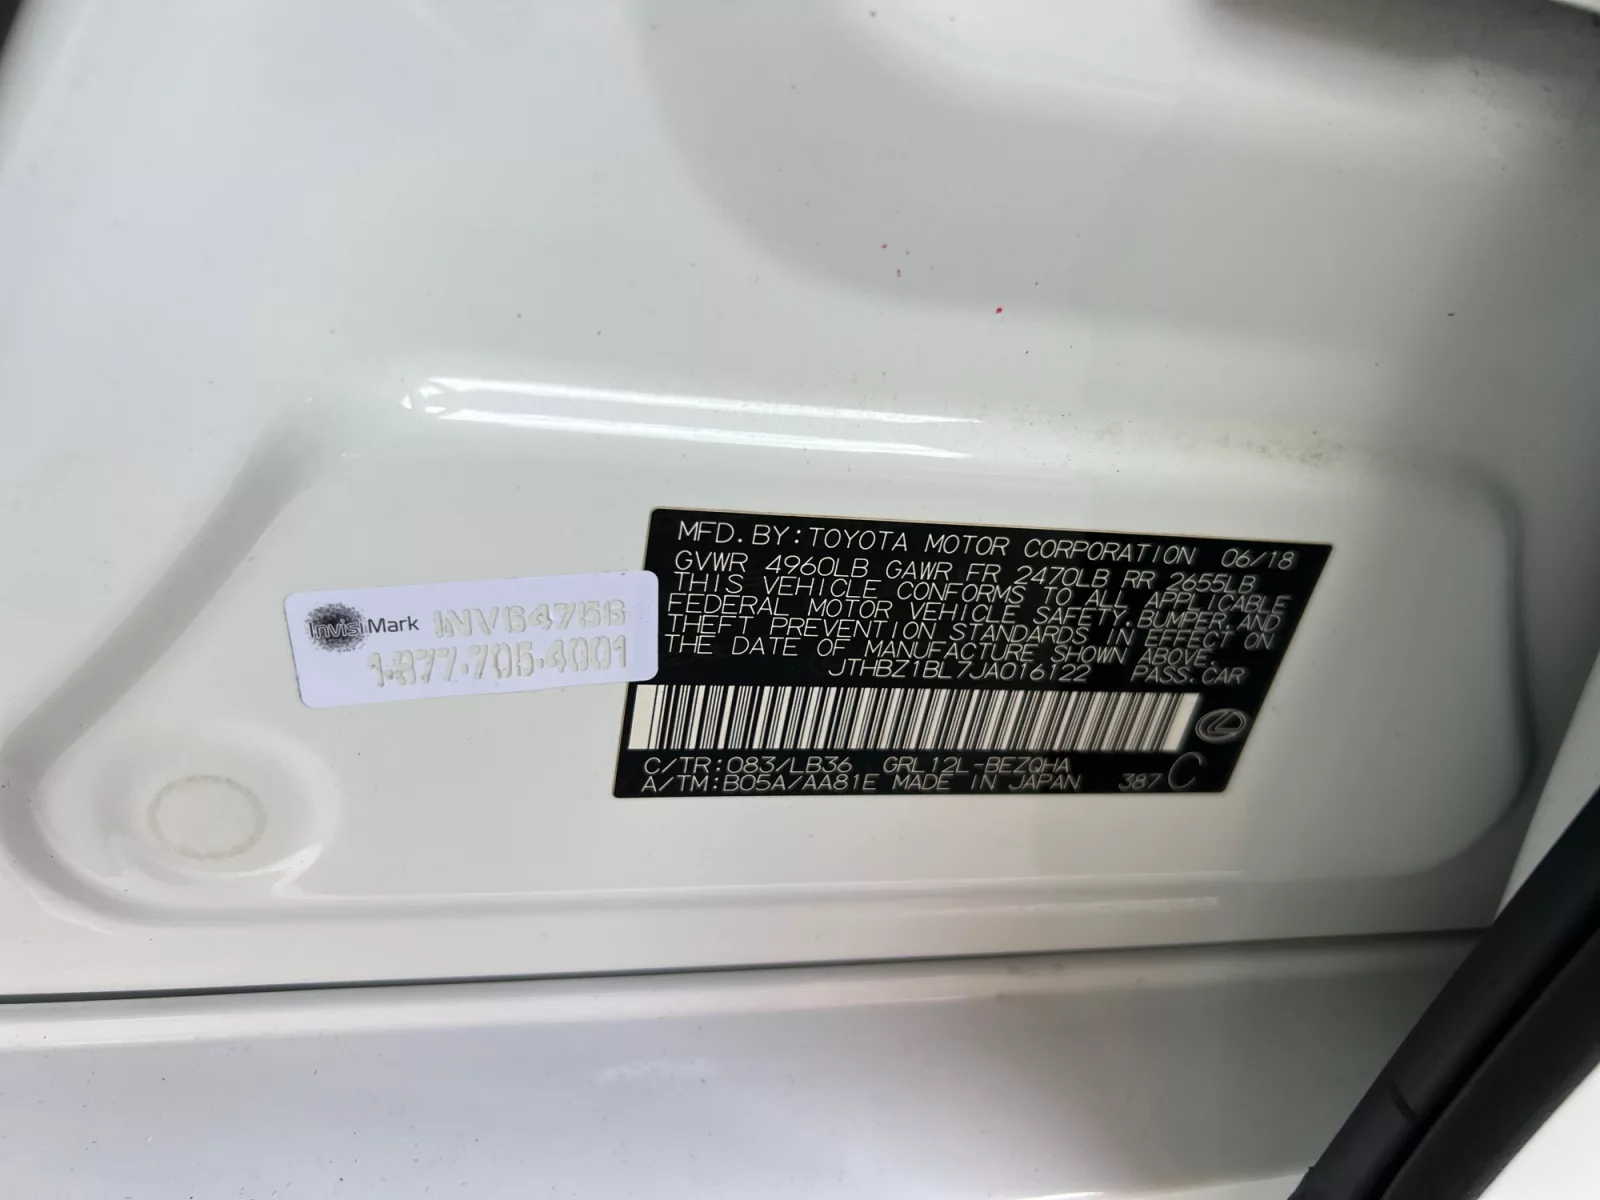 MFD. BY: TOYOTA MOTOR CORPORATION 06/18
GVWR 4960LB GAWR FR 2470LB RR 2655LB
THIS VEHICLE CONFORMS TO ALL APPLICABLE
FEDERAL MOTOR VEHICLE SAFETY,BUMPER,AND
THEFT PREVENTION STANDARDS IN EFFECT ON
THE DATE OF MANUFACTURE SHOWN ABOVE.
JTHBZ1BL7JA016122 PASS.CAR
C/TR:083/LB36 GRL12L-BEZQHA
A/TM:B05A/AA81E MADE IN JAPAN 387 C
InvisiMark INV64756
1-877-705-4001